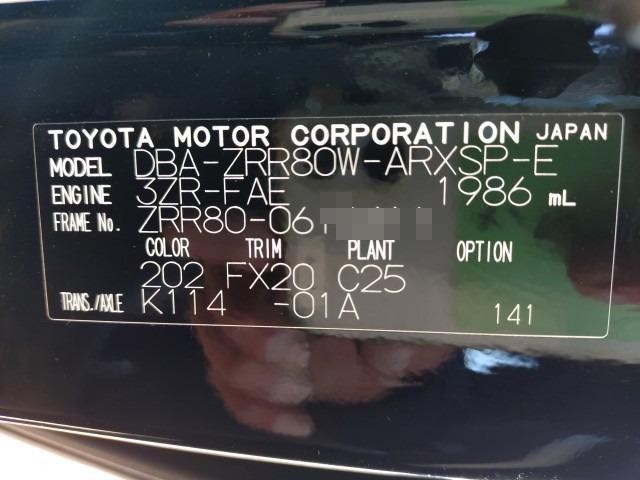 TOYOTA MOTOR CORPORATION JAPAN
MODEL DBA-ZRR80W-ARXSP-E
ENGINE 3ZR-FAE 1986 mL
FRAME No. ZRR80-06
COLOR TRIM PLANT OPTION
202 FX20 C25
TRANS./AXLE K114 -01A 141